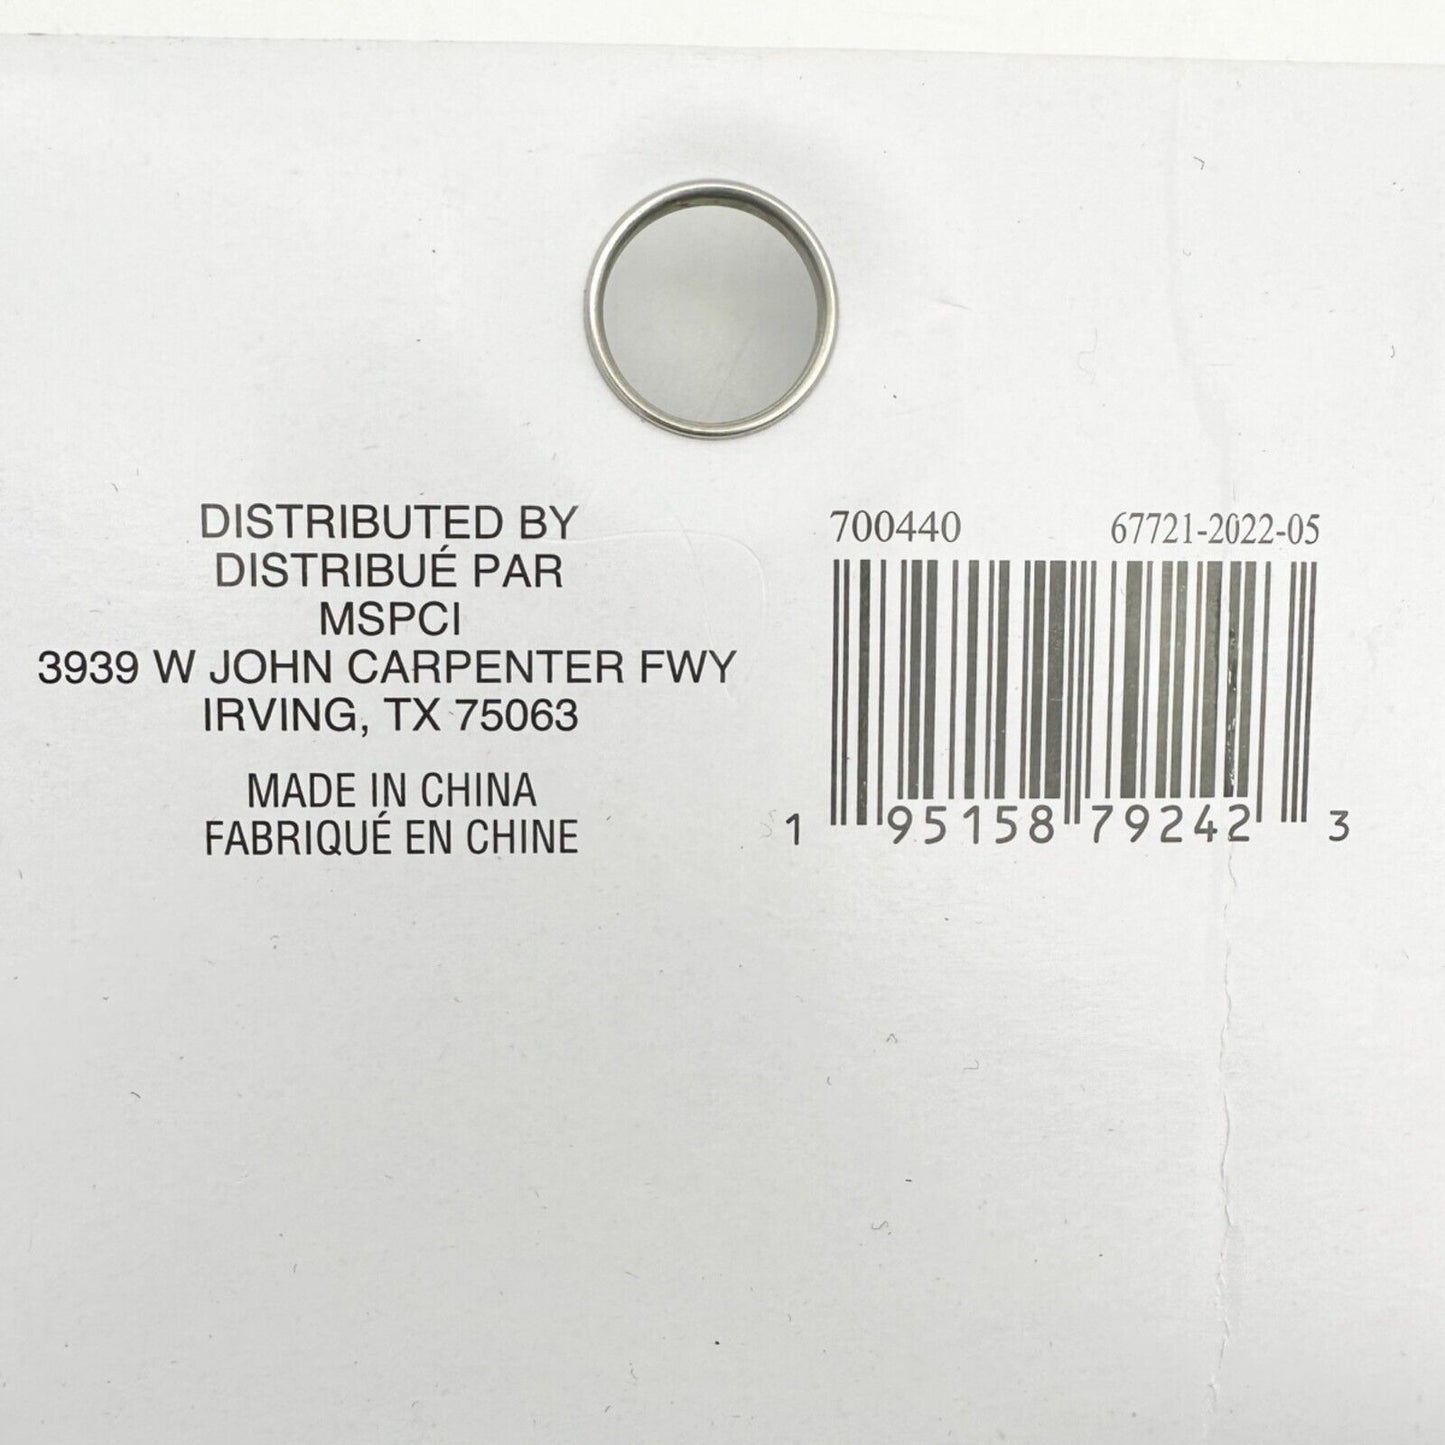 DISTRIBUTED BY
DISTRIBUÉ PAR
MSPCI
3939 W JOHN CARPENTER FWY
IRVING, TX 75063
MADE IN CHINA
FABRIQUÉ EN CHINE
700440 67721-2022-05
1 95158 79242 3